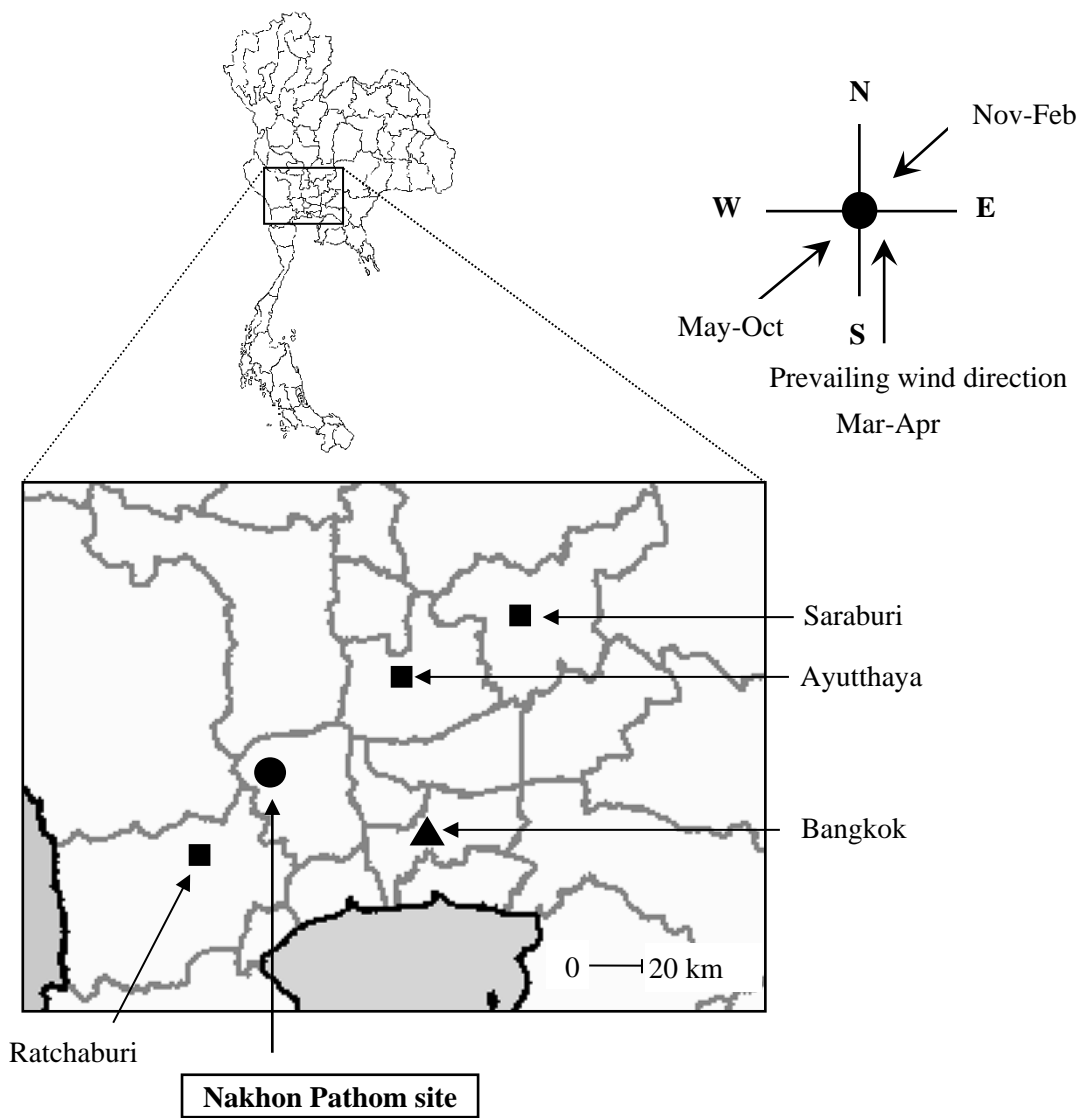 N
Nov-Feb
W
E
May-Oct
S
Prevailing wind direction
Mar-Apr
Saraburi
Ayutthaya
Bangkok
0 20 km
Ratchaburi
Nakhon Pathom site